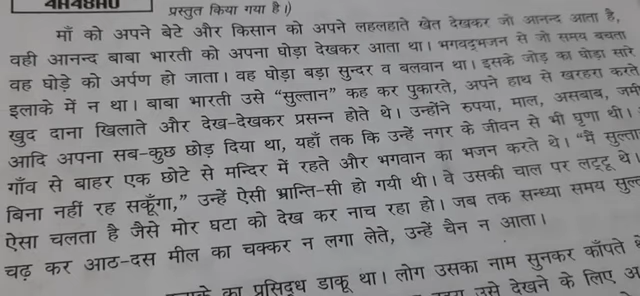 4H48H0 प्रस्तुत किया गया है।)
माँ को अपने बेटे और किसान को अपने लहलहाते खेत देखकर जो आनन्द आता है,
वही आनन्द बाबा भारती को अपना घोड़ा देखकर आता था। भगवद्‌भजन से जो समय बचता
वह घोड़े को अर्पण हो जाता। वह घोड़ा बड़ा सुन्दर व बलवान था। इसके जोड़ का घोड़ा सारे
इलाके में न था। बाबा भारती उसे “सुल्तान” कह कर पुकारते, अपने हाथ से खरहरा करते
खुद दाना खिलाते और देख-देखकर प्रसन्न होते थे। उन्होंने रुपया, माल, असबाब, जमी
आदि अपना सब-कुछ छोड़ दिया था, यहाँ तक कि उन्हें नगर के जीवन से भी घृणा थी।
गाँव से बाहर एक छोटे से मन्दिर में रहते और भगवान का भजन करते थे। “मैं सुल्ता
बिना नहीं रह सकूँगा,” उन्हें ऐसी भ्रान्ति-सी हो गयी थी। वे उसकी चाल पर लट्टू थे।
ऐसा चलता है जैसे मोर घटा को देख कर नाच रहा हो। जब तक सन्ध्या समय सुल्
चढ़ कर आठ-दस मील का चक्कर न लगा लेते, उन्हें चैन न आता।
का प्रसिद्ध डाकू था। लोग उसका नाम सुनकर काँपते
उसे देखने के लिए